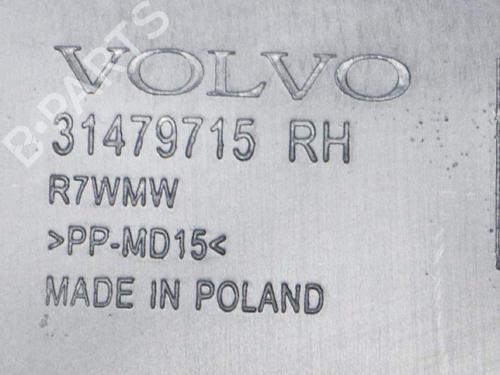 VOLVO
31479715 RH
R7WMW
>PP-MD15<
MADE IN POLAND
B-PARTS